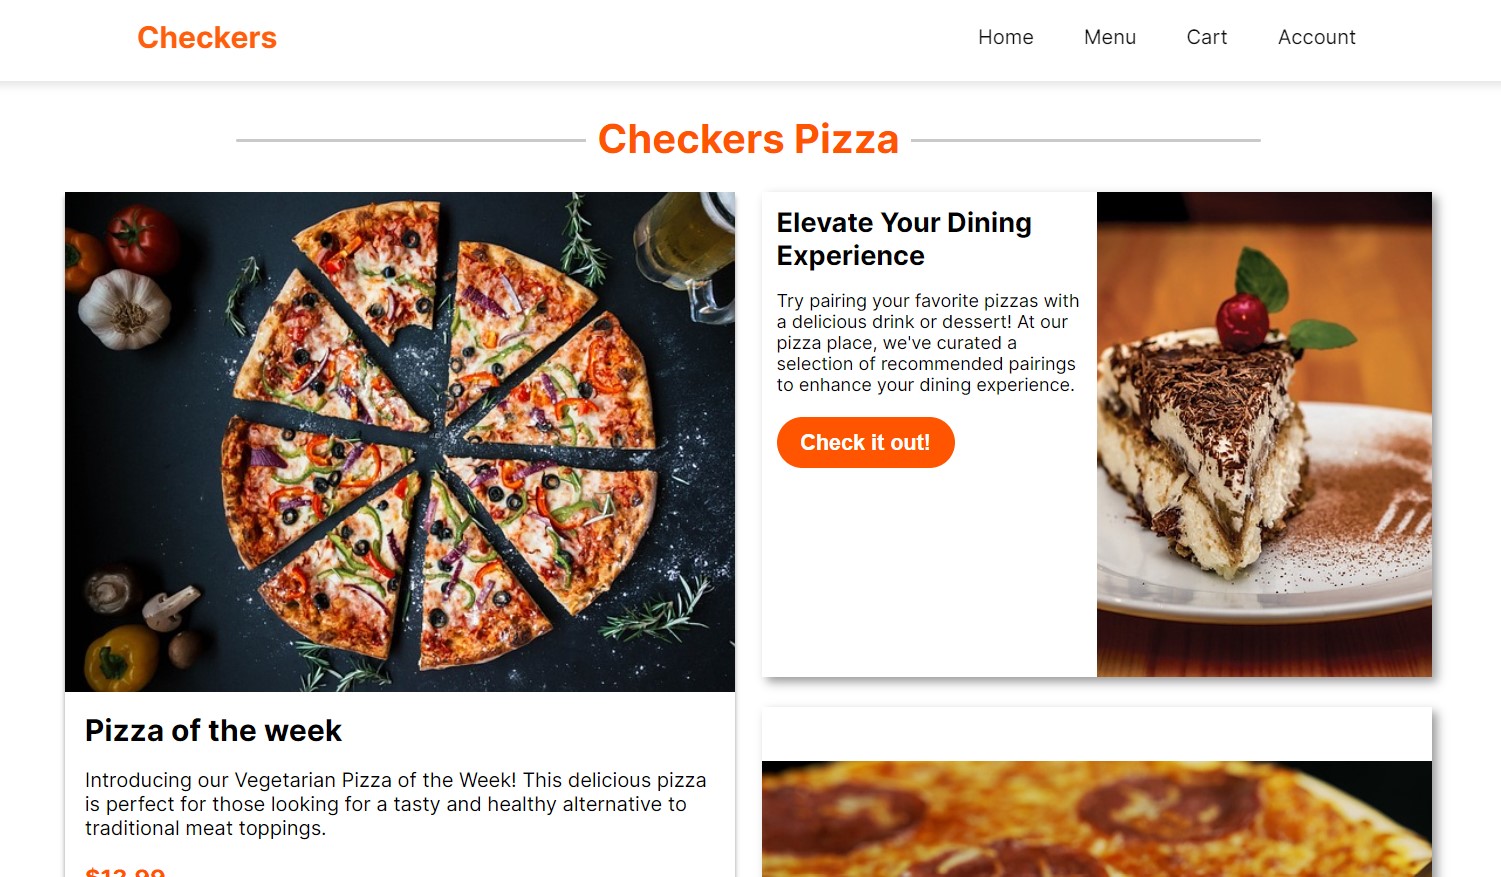 Checkers
Home Menu Cart Account
Checkers Pizza
Elevate Your Dining
Experience
Try pairing your favorite pizzas with
a delicious drink or dessert! At our
pizza place, we've curated a
selection of recommended pairings
to enhance your dining experience.
Check it out!
Pizza of the week
Introducing our Vegetarian Pizza of the Week! This delicious pizza
is perfect for those looking for a tasty and healthy alternative to
traditional meat toppings.
$12.99